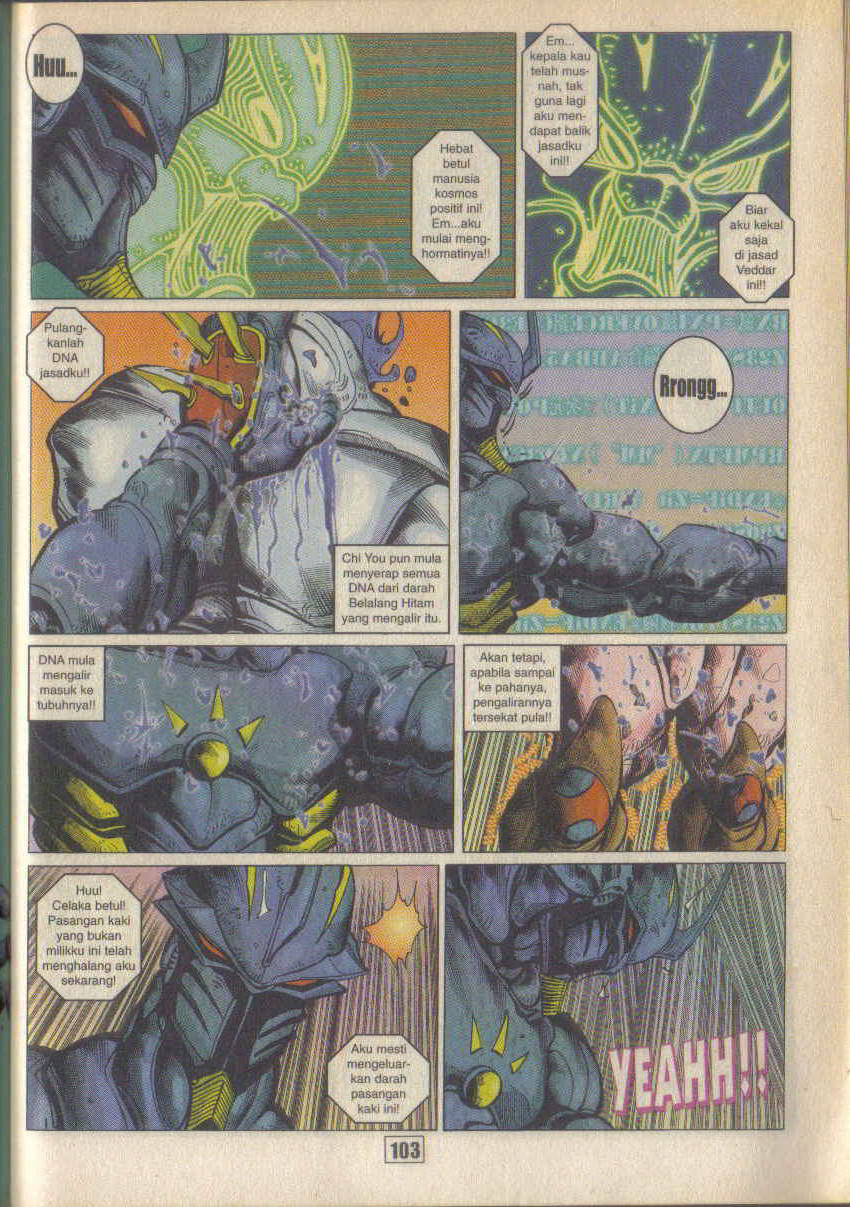 Huu...
Hebat
betul
manusia
kosmos
positif ini!
Em...aku
mulai meng-
hormatinya!!
Em...
kepala kau
telah mus-
nah, tak
guna lagi
aku men-
dapat balik
jasadku
ini!!
Biar
aku kekal
saja
di jasad
Veddar
ini!!
Pulang-
kanlah
DNA
jasadku!!
Chi You pun mula
menyerap semua
DNA dari darah
Belalang Hitam
yang mengalir itu.
Rrongg...
DNA mula
mengalir
masuk ke
tubuhnya!!
Akan tetapi,
apabila sampai
ke pahanya,
pengalirannya
tersekat pula!!
Huu!
Celaka betul!
Pasangan kaki
yang bukan
milikku ini telah
menghalang aku
sekarang!
Aku mesti
mengeluar-
kan darah
pasangan
kaki ini!
YEAHH!!
103